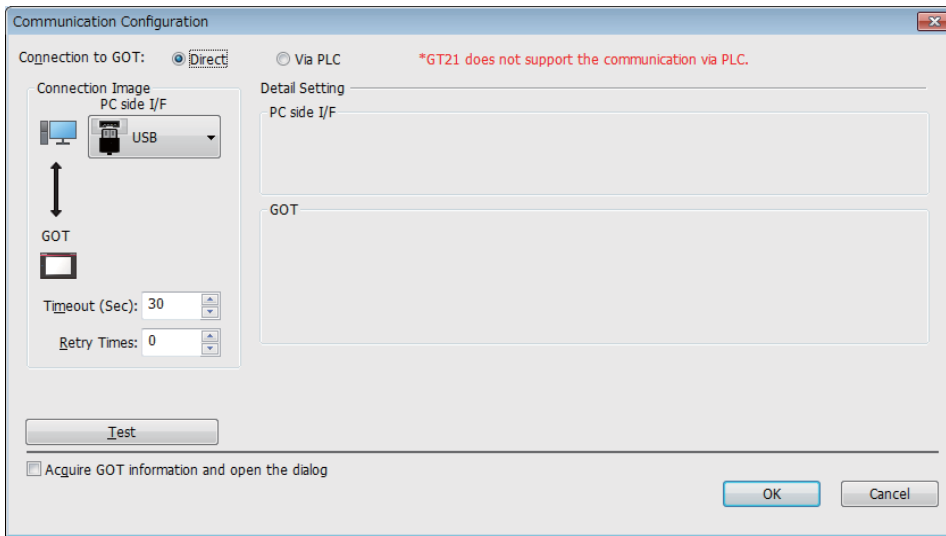 Communication Configuration
Connection to GOT: Direct Via PLC *GT21 does not support the communication via PLC.
Connection Image
PC side I/F
USB
GOT
Timeout (Sec): 30
Retry Times: 0
Detail Setting
PC side I/F
GOT
Test
Acquire GOT information and open the dialog
OK Cancel